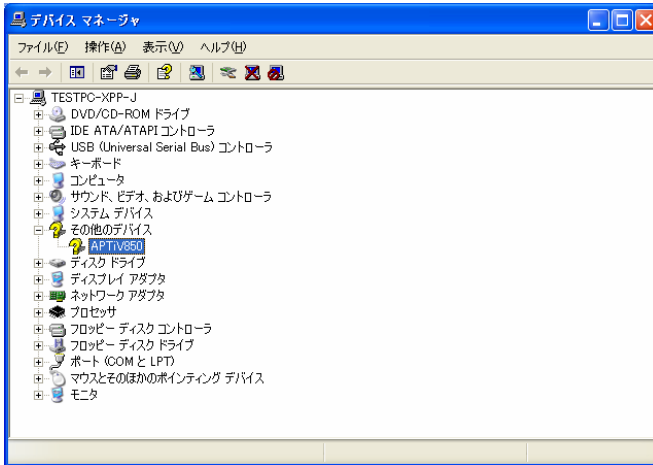 デバイス マネージャ
ファイル(F) 操作(A) 表示(V) ヘルプ(H)
TESTPC-XPP-J
DVD/CD-ROM ドライブ
IDE ATA/ATAPI コントローラ
USB (Universal Serial Bus) コントローラ
キーボード
コンピュータ
サウンド、ビデオ、およびゲーム コントローラ
システム デバイス
その他のデバイス
APTiV850
ディスク ドライブ
ディスプレイ アダプタ
ネットワーク アダプタ
プロセッサ
フロッピー ディスク コントローラ
フロッピー ディスク ドライブ
ポート (COM と LPT)
マウスとそのほかのポインティング デバイス
モニタ